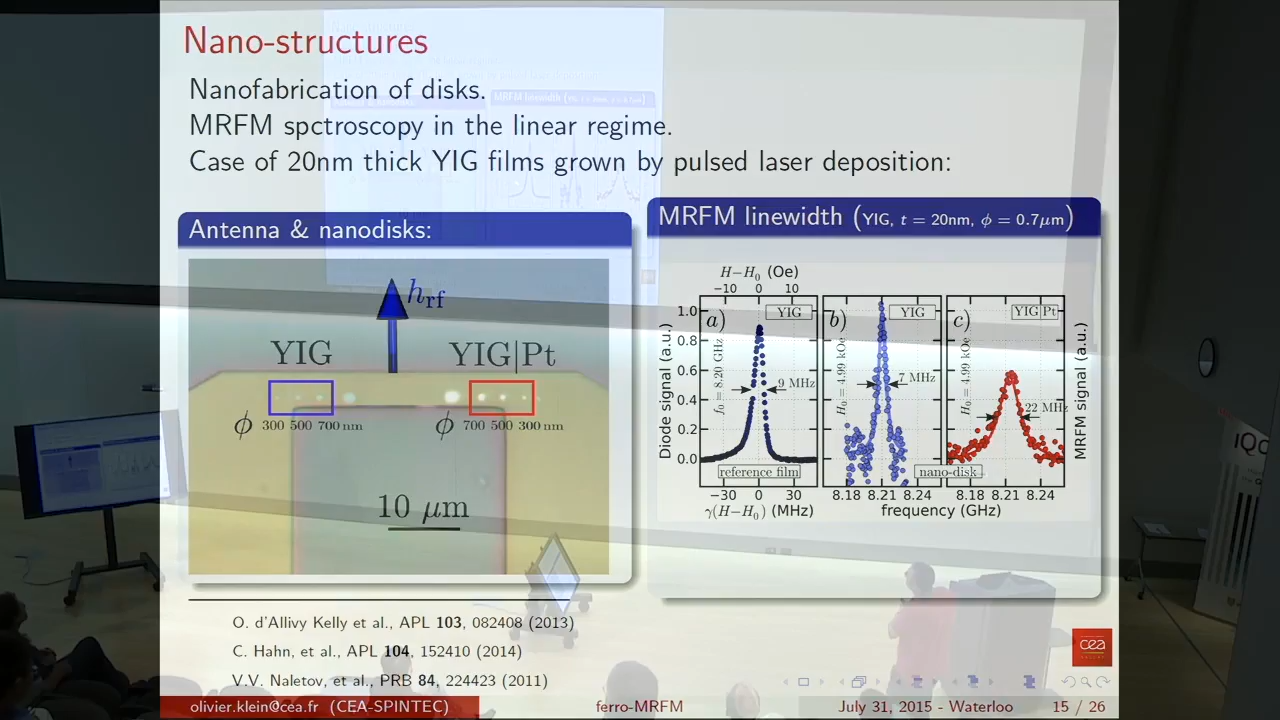 Nano-structures
Nanofabrication of disks.
MRFM spctroscopy in the linear regime.
Case of 20nm thick YIG films grown by pulsed laser deposition:
Antenna & nanodisks:
h_rf
YIG
YIG|Pt
ϕ 300 500 700 nm
ϕ 700 500 300 nm
10 μm
MRFM linewidth (YIG, t = 20nm, ϕ = 0.7μm)
H−H₀ (Oe)
−10 0 10
Diode signal (a.u.)
1.0
0.8
0.6
0.4
0.2
0.0
a)
YIG
f₀ = 8.20 GHz
9 MHz
reference film
−30 0 30
γ(H−H₀) (MHz)
b)
YIG
H₀ = 4.99 kOe
7 MHz
nano-disk
8.18 8.21 8.24
c)
YIG|Pt
H₀ = 4.99 kOe
22 MHz
8.18 8.21 8.24
frequency (GHz)
MRFM signal (a.u.)
O. d'Allivy Kelly et al., APL 103, 082408 (2013)
C. Hahn, et al., APL 104, 152410 (2014)
V.V. Naletov, et al., PRB 84, 224423 (2011)
cea
olivier.klein@cea.fr (CEA-SPINTEC)
ferro-MRFM
July 31, 2015 - Waterloo
15 / 26